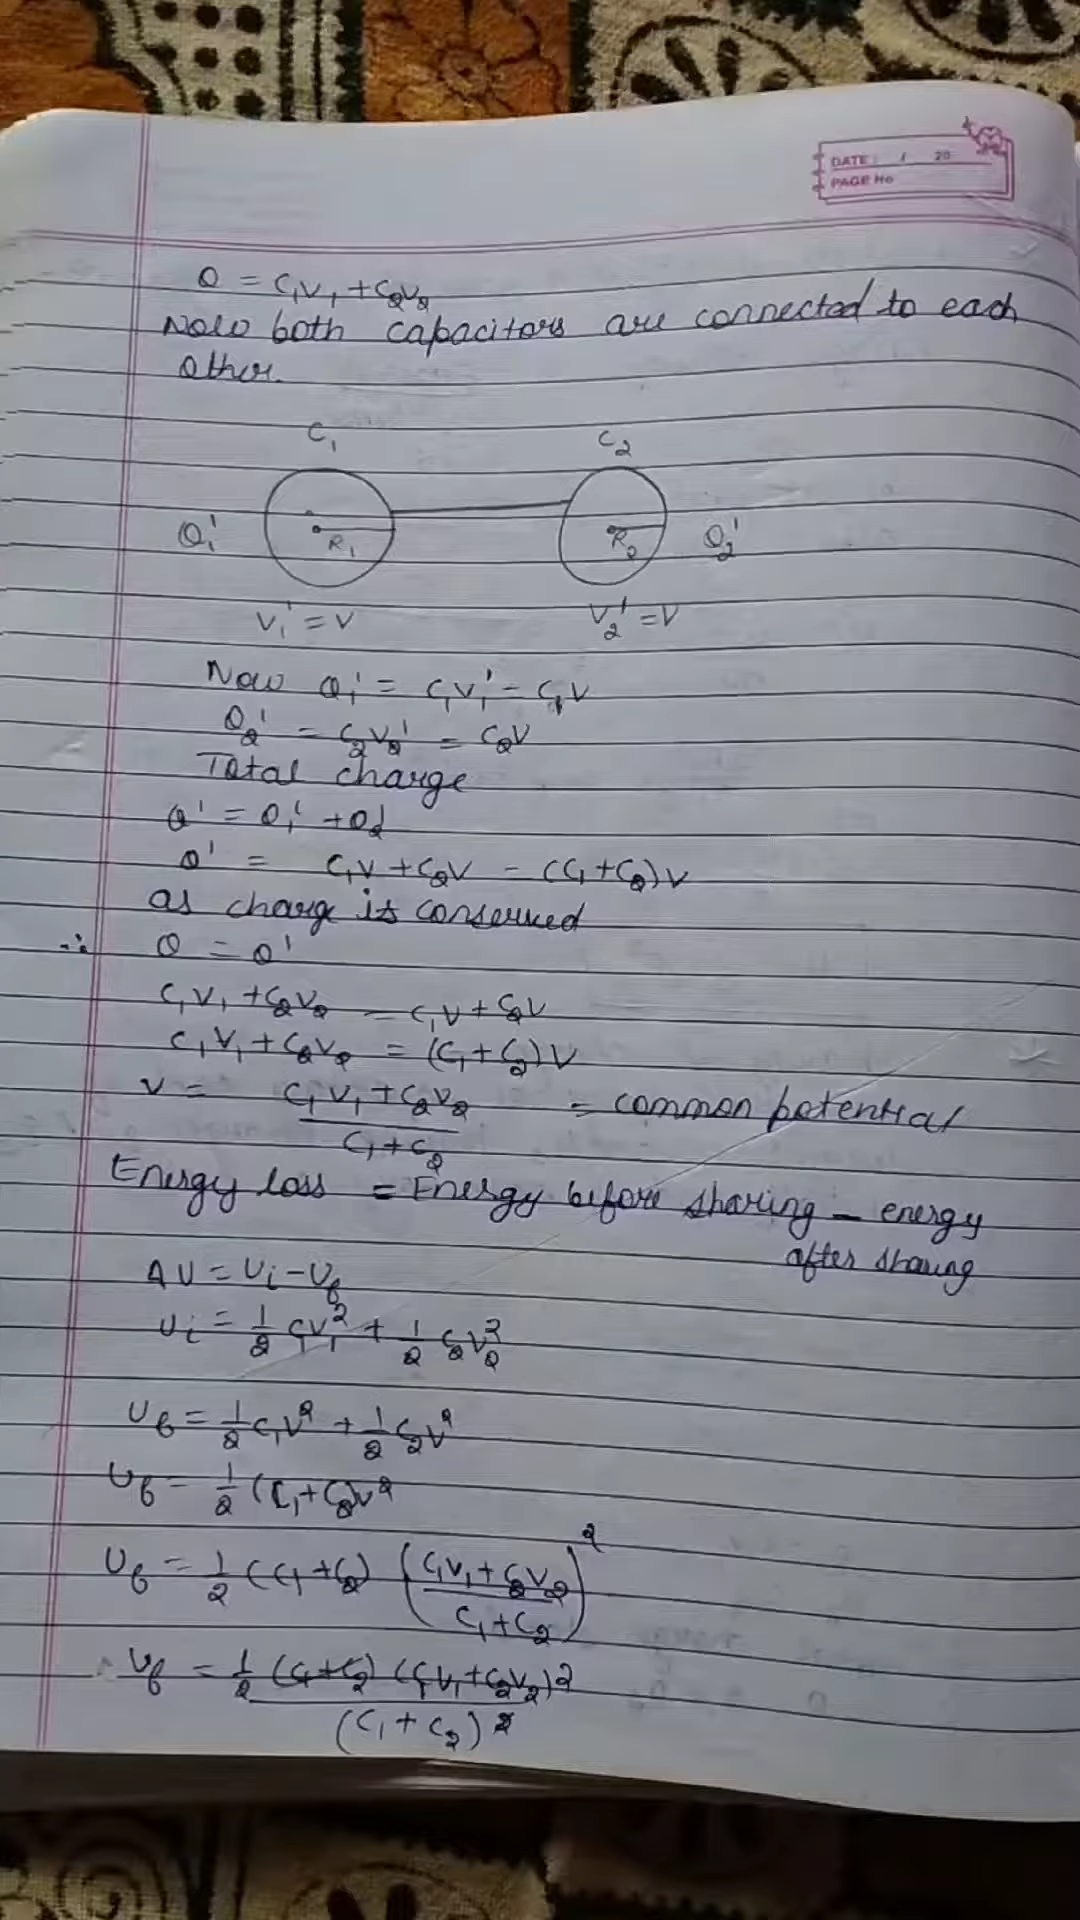 DATE : / 20
PAGE No
Q = C₁V₁ + C₂V₂
Now both capacitors are connected to each
other.
C₁ C₂
Q₁' R₁ R₂ Q₂'
V₁' = V V₂' = V
Now Q₁' = C₁V₁' = C₁V
Q₂' = C₂V₂' = C₂V
Total charge
Q' = Q₁' + Q₂'
Q' = C₁V + C₂V = (C₁ + C₂)V
as charge is conserved
∴ Q = Q'
C₁V₁ + C₂V₂ = C₁V + C₂V
C₁V₁ + C₂V₂ = (C₁ + C₂)V
V = C₁V₁ + C₂V₂ = common potential
C₁ + C₂
Energy loss = Energy before sharing – energy
after sharing
ΔU = Ui – Uf
Ui = 1/2 C₁V₁² + 1/2 C₂V₂²
Uf = 1/2 C₁V² + 1/2 C₂V²
Uf = 1/2 (C₁ + C₂)V²
Uf = 1/2 (C₁ + C₂) (C₁V₁ + C₂V₂ / C₁ + C₂)²
Uf = 1/2 (C₁ + C₂) (C₁V₁ + C₂V₂)²
(C₁ + C₂)²